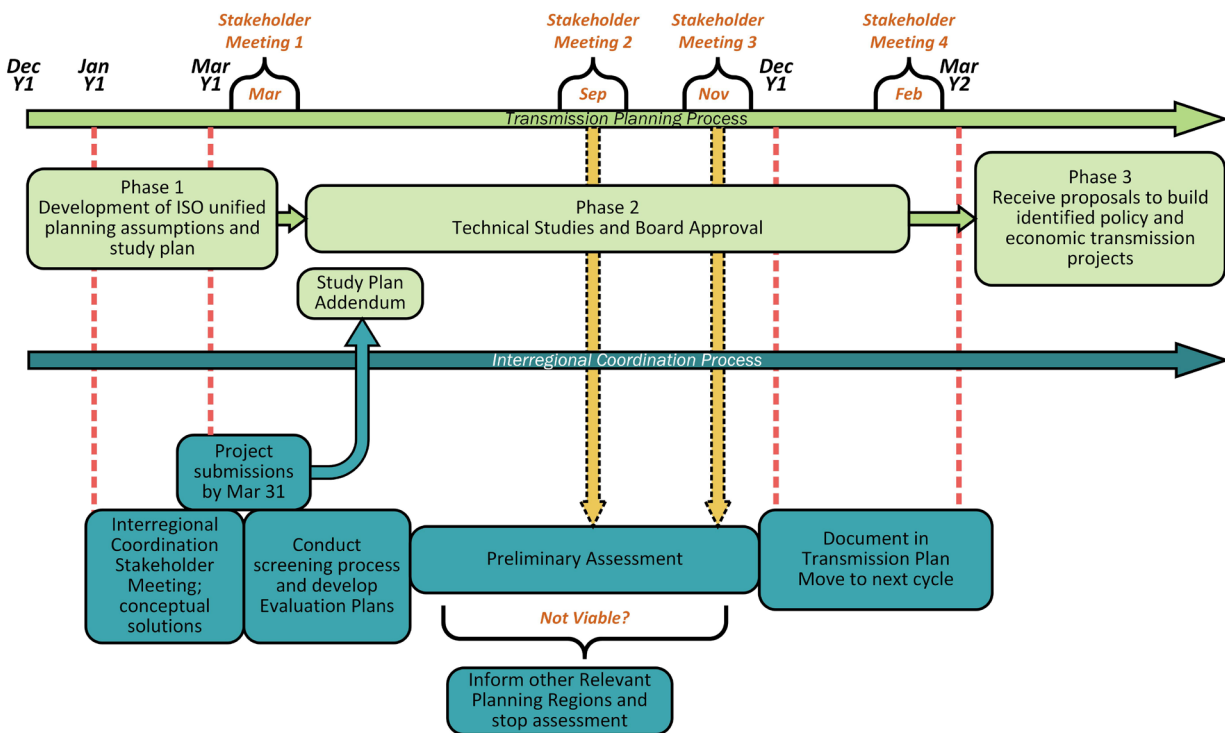 Stakeholder
Meeting 1
Stakeholder
Meeting 2
Stakeholder
Meeting 3
Stakeholder
Meeting 4
Dec
Y1
Jan
Y1
Mar
Y1
Mar
Sep
Nov
Dec
Y1
Feb
Mar
Y2
Transmission Planning Process
Phase 1
Development of ISO unified
planning assumptions and
study plan
Phase 2
Technical Studies and Board Approval
Phase 3
Receive proposals to build
identified policy and
economic transmission
projects
Study Plan
Addendum
Interregional Coordination Process
Project
submissions
by Mar 31
Interregional
Coordination
Stakeholder
Meeting;
conceptual
solutions
Conduct
screening process
and develop
Evaluation Plans
Preliminary Assessment
Document in
Transmission Plan
Move to next cycle
Not Viable?
Inform other Relevant
Planning Regions and
stop assessment